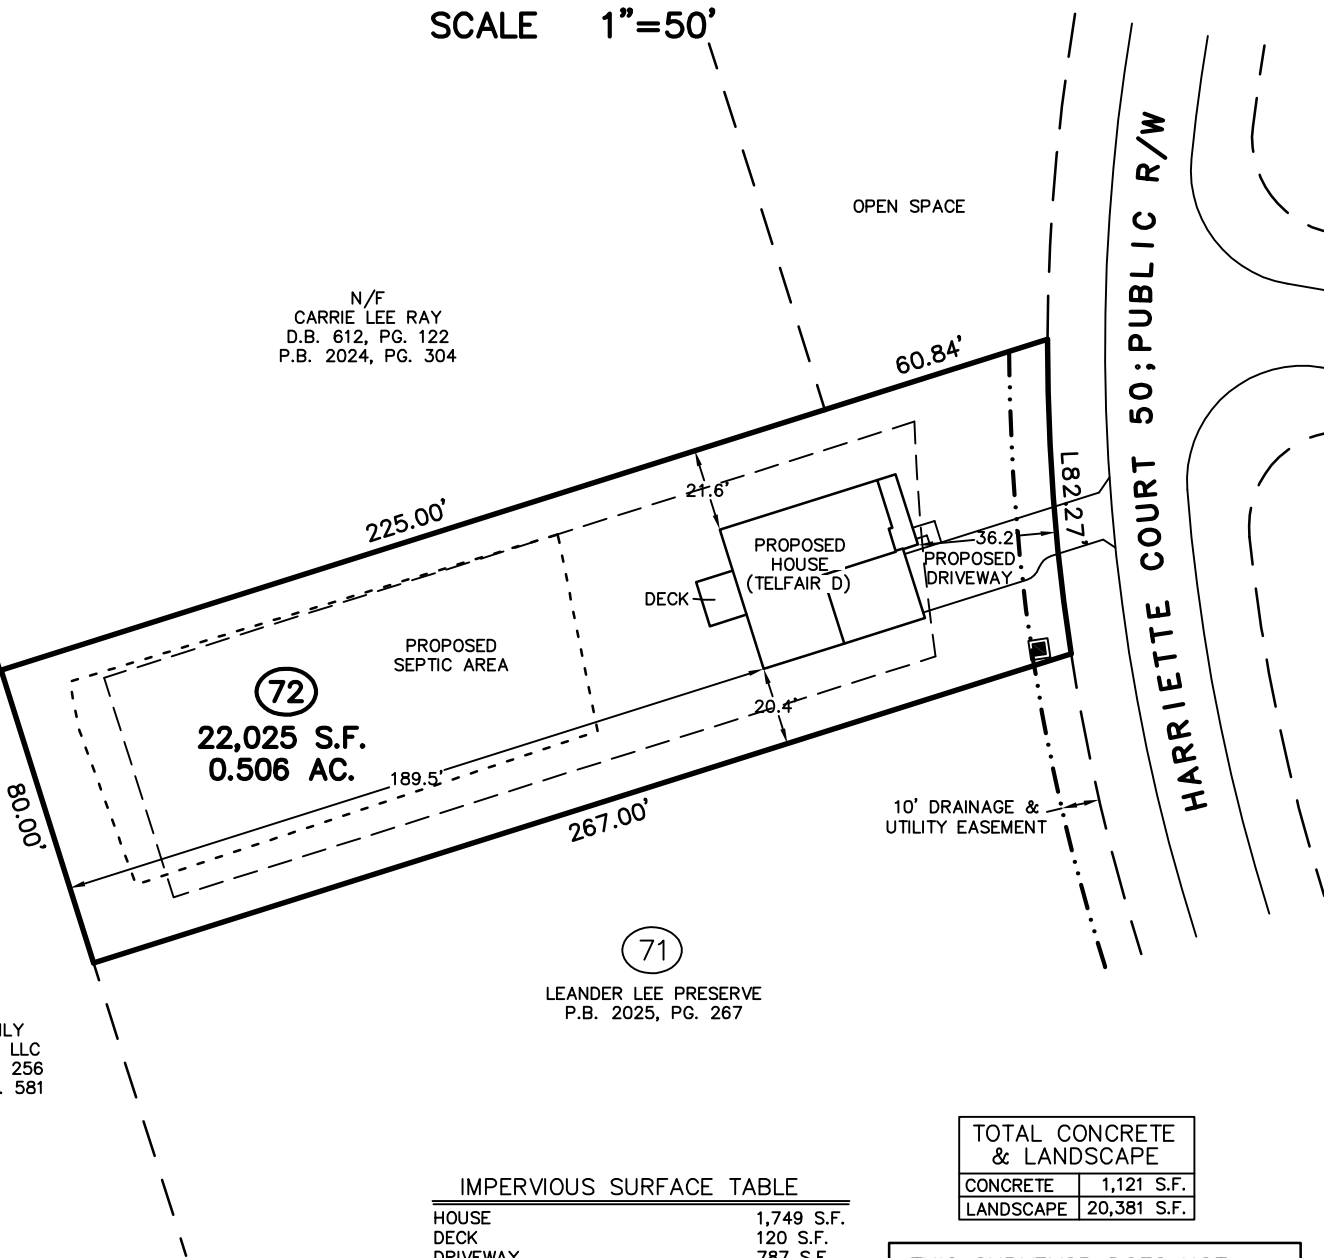 SCALE 1"=50'
HARRIETTE COURT 50;PUBLIC R/W
OPEN SPACE
N/F
CARRIE LEE RAY
D.B. 612, PG. 122
P.B. 2024, PG. 304
60.84'
225.00'
L82.27'
21.6'
PROPOSED
HOUSE
(TELFAIR D)
36.2'
PROPOSED
DRIVEWAY
DECK
PROPOSED
SEPTIC AREA
72
22,025 S.F.
0.506 AC.
20.4'
189.5'
80.00'
267.00'
10' DRAINAGE &
UTILITY EASEMENT
71
LEANDER LEE PRESERVE
P.B. 2025, PG. 267
LLC
256
. 581
TOTAL CONCRETE
& LANDSCAPE
CONCRETE 1,121 S.F.
LANDSCAPE 20,381 S.F.
IMPERVIOUS SURFACE TABLE
HOUSE 1,749 S.F.
DECK 120 S.F.
DRIVEWAY 787 S.F.